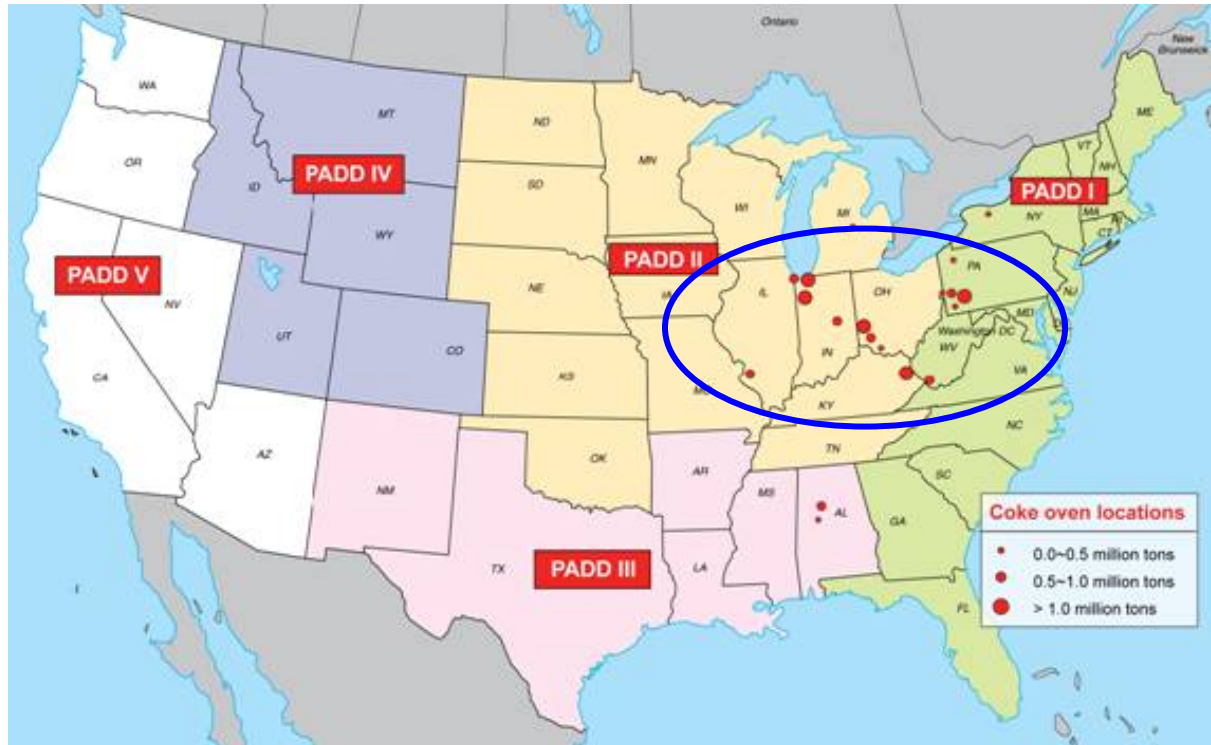 Ontario
New
Brunswick
WA
MT
ND
MN
ME
OR
ID
PADD IV
SD
WI
MI
VT
NH
PADD I
NY
MA
RI
CT
WY
PADD V
PADD II
PA
NJ
NV
NE
IA
IL
OH
MD
Washington DC
UT
CO
IN
WV
VA
CA
KS
MO
KY
NC
AZ
NM
OK
TN
AR
SC
MS
AL
GA
TX
PADD III
LA
FL
Coke oven locations
0.0~0.5 million tons
0.5~1.0 million tons
> 1.0 million tons